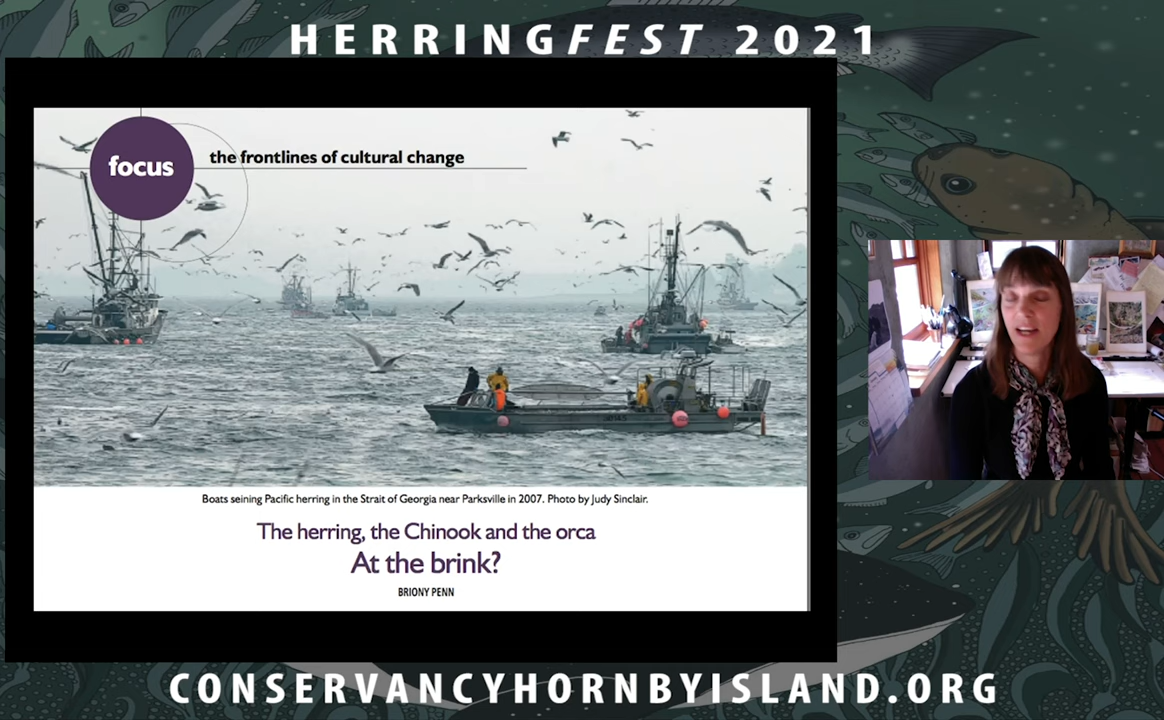 HERRINGFEST 2021
focus
the frontlines of cultural change
Boats seining Pacific herring in the Strait of Georgia near Parksville in 2007. Photo by Judy Sinclair.
The herring, the Chinook and the orca
At the brink?
BRIONY PENN
CONSERVANCYHORNBYISLAND.ORG